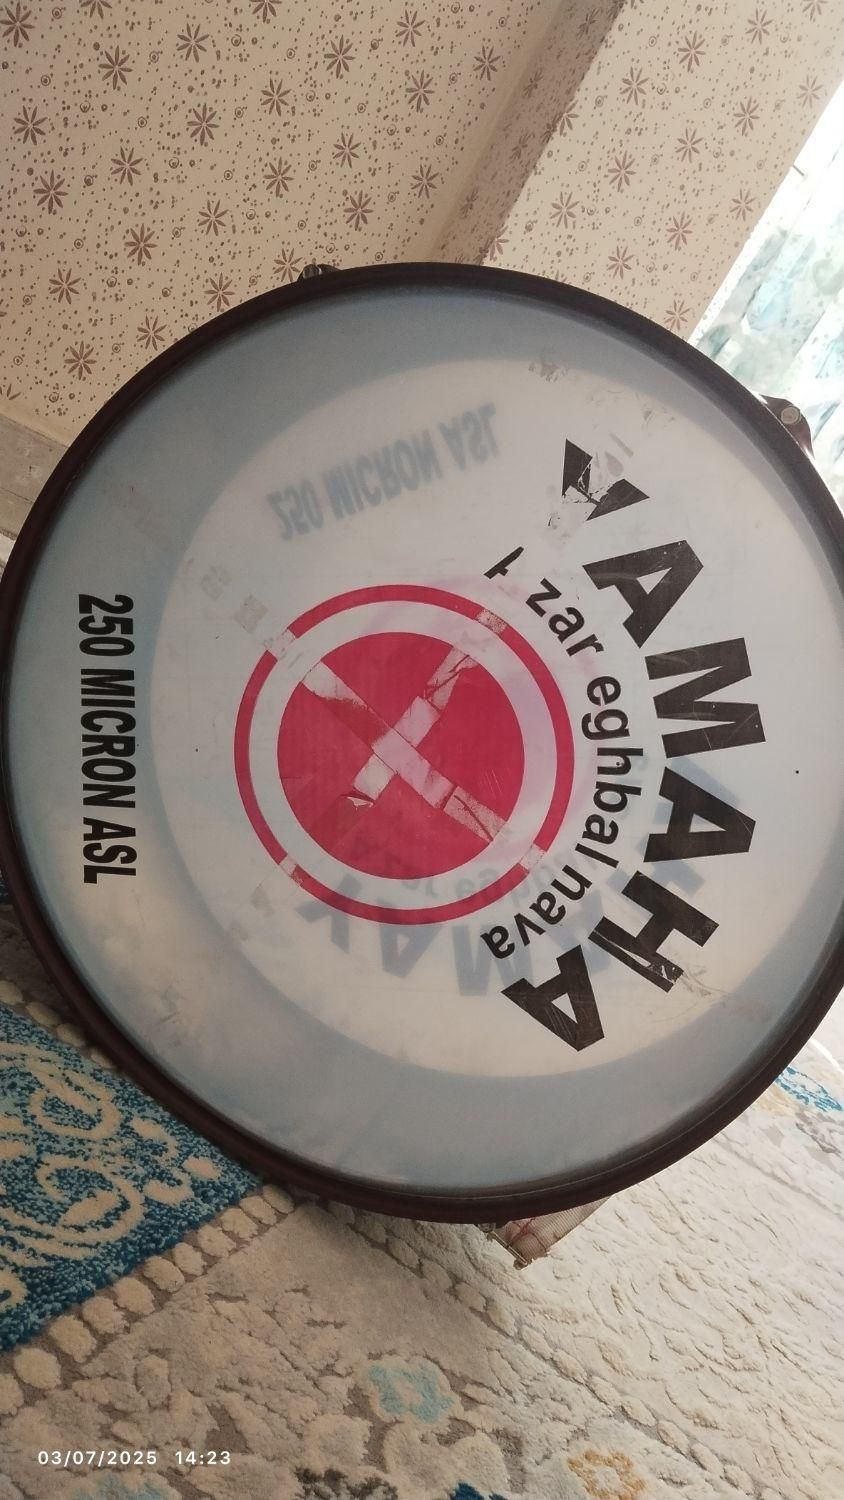 YAMAHA
zar eghbal nava
250 MICRON ASL
250 MICRON ASL
03/07/2025 14:23